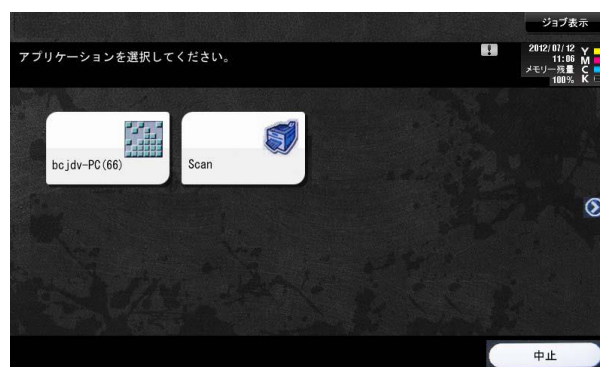 ジョブ表示
アプリケーションを選択してください。
2012/07/12
11:06
メモリー残量
100%
Y
M
C
K
bcjdv-PC(66)
Scan
中止